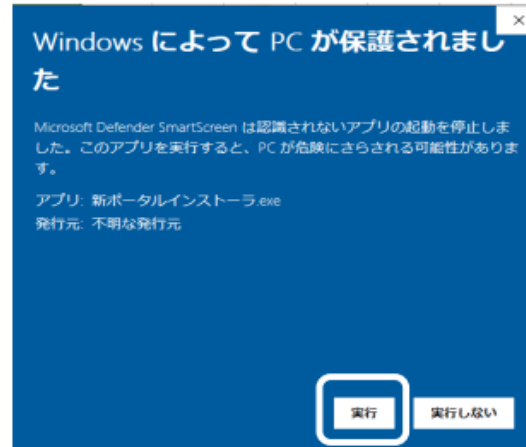 Windows によって PC が保護されまし
た
Microsoft Defender SmartScreen は認識されないアプリの起動を停止しま
した。このアプリを実行すると、PC が危険にさらされる可能性がありま
す。
アプリ: 新ポータルインストーラ.exe
発行元: 不明な発行元
実行
実行しない